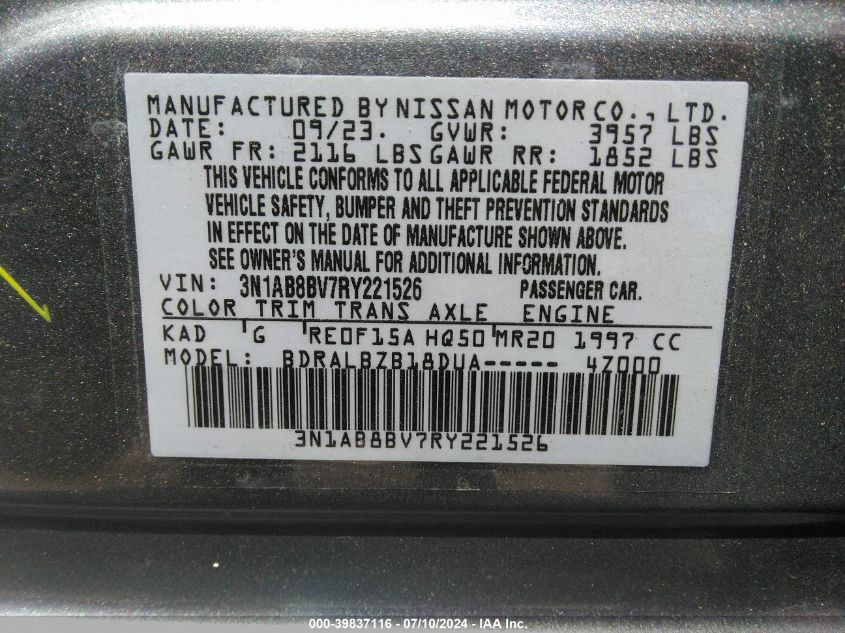 MANUFACTURED BY NISSAN MOTOR CO., LTD.
DATE: 09/23. GVWR: 3957 LBS
GAWR FR: 2116 LBS GAWR RR: 1852 LBS
THIS VEHICLE CONFORMS TO ALL APPLICABLE FEDERAL MOTOR
VEHICLE SAFETY, BUMPER AND THEFT PREVENTION STANDARDS
IN EFFECT ON THE DATE OF MANUFACTURE SHOWN ABOVE.
SEE OWNER'S MANUAL FOR ADDITIONAL INFORMATION.
VIN: 3N1AB8BV7RY221526 PASSENGER CAR.
COLOR TRIM TRANS AXLE ENGINE
KAD G RE0F15A HQ50 MR20 1997 CC
MODEL: BDRALBZB18DUA----- 4Z000
3N1AB8BV7RY221526
000-39837116 - 07/10/2024 - IAA Inc.